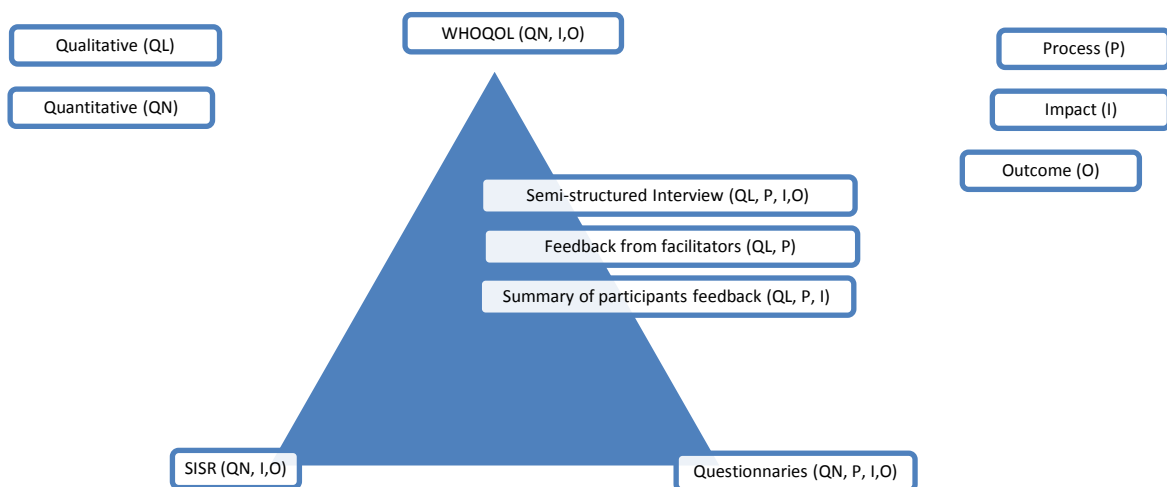 WHOQOL (QN, I,O)
Qualitative (QL)
Process (P)
Quantitative (QN)
Impact (I)
Outcome (O)
Semi-structured Interview (QL, P, I,O)
Feedback from facilitators (QL, P)
Summary of participants feedback (QL, P, I)
SISR (QN, I,O)
Questionnaries (QN, P, I,O)